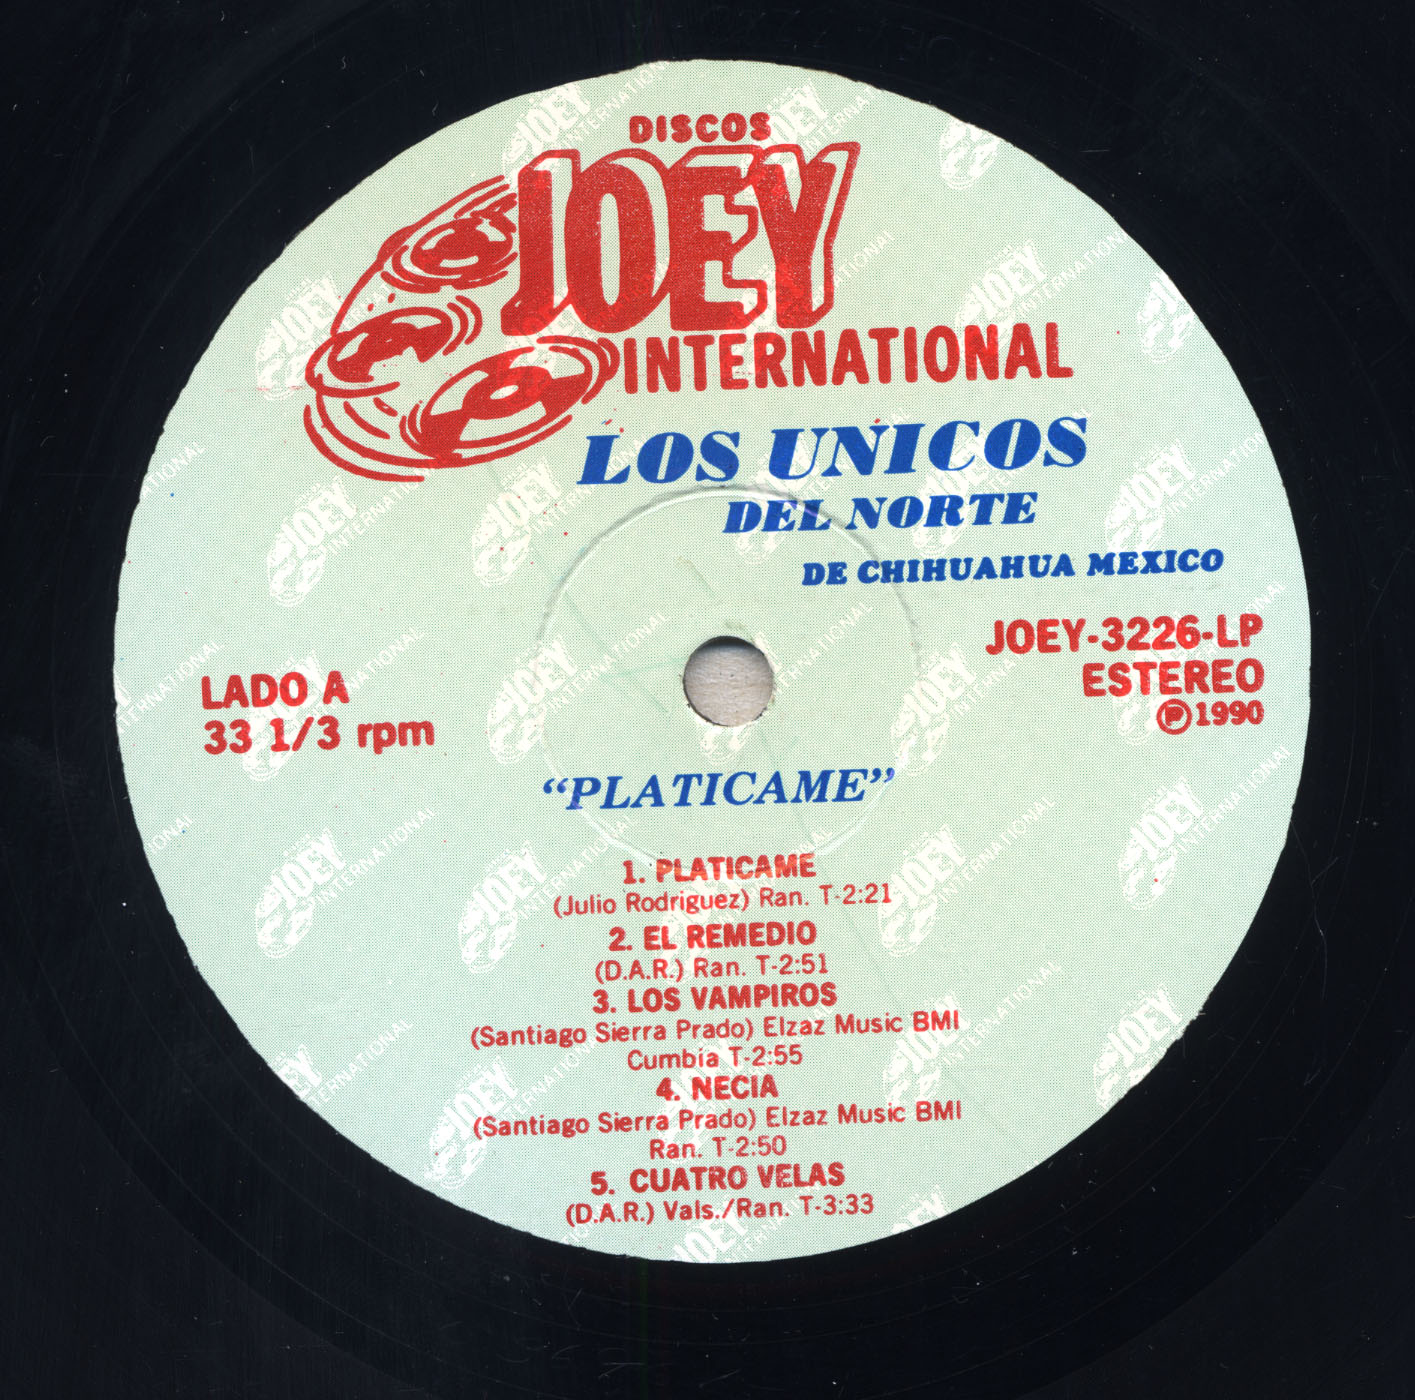 DISCOS
JOEY
INTERNATIONAL
LOS UNICOS
DEL NORTE
DE CHIHUAHUA MEXICO
JOEY-3226-LP
ESTEREO
Ⓟ1990
LADO A
33 1/3 rpm
“PLATICAME”
1. PLATICAME
(Julio Rodriguez) Ran. T-2:21
2. EL REMEDIO
(D.A.R.) Ran. T-2:51
3. LOS VAMPIROS
(Santiago Sierra Prado) Elzaz Music BMI
Cumbia T-2:55
4. NECIA
(Santiago Sierra Prado) Elzaz Music BMI
Ran. T-2:50
5. CUATRO VELAS
(D.A.R.) Vals./Ran. T-3:33